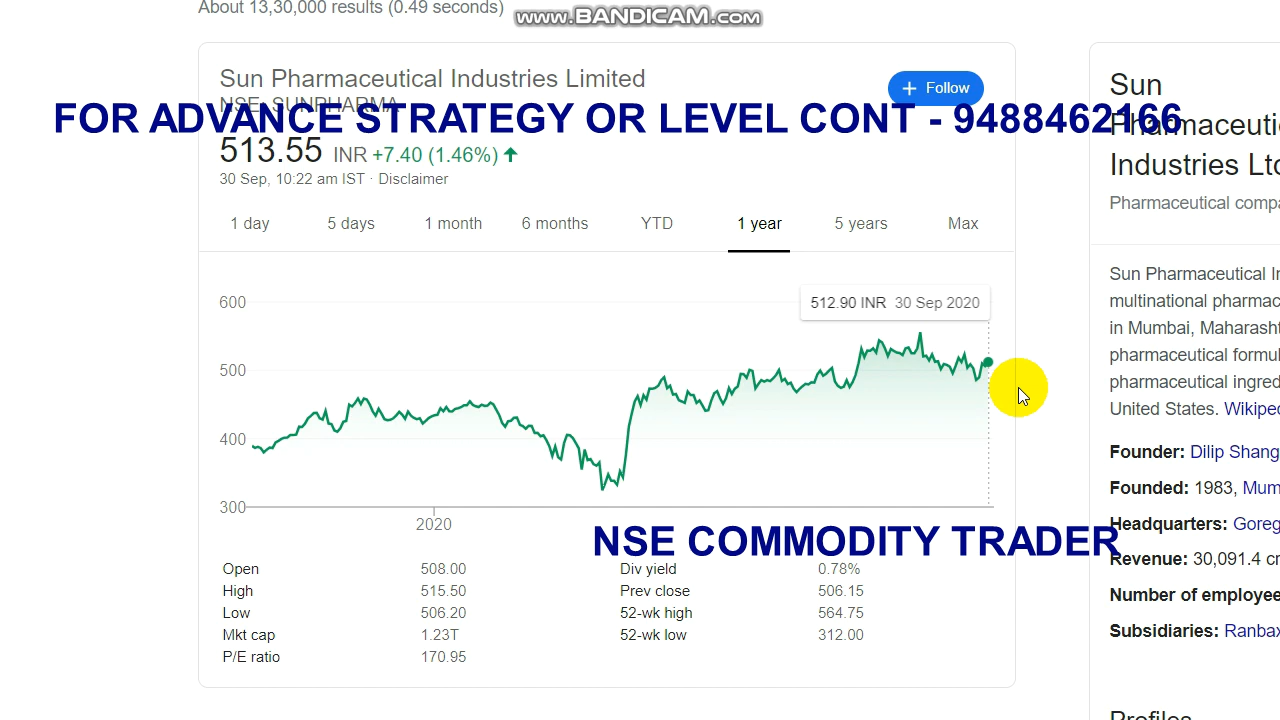 About 13,30,000 results (0.49 seconds)
www.BANDICAM.com
Sun Pharmaceutical Industries Limited
NSE: SUNPHARMA
FOR ADVANCE STRATEGY OR LEVEL CONT - 9488462166
+ Follow
513.55 INR +7.40 (1.46%)
30 Sep, 10:22 am IST · Disclaimer
1 day 5 days 1 month 6 months YTD 1 year 5 years Max
512.90 INR 30 Sep 2020
600
500
400
300
2020
NSE COMMODITY TRADER
Open 508.00 Div yield 0.78%
High 515.50 Prev close 506.15
Low 506.20 52-wk high 564.75
Mkt cap 1.23T 52-wk low 312.00
P/E ratio 170.95
Sun
Pharmaceuti
Industries Ltd
Pharmaceutical compa
Sun Pharmaceutical In
multinational pharmac
in Mumbai, Maharasht
pharmaceutical formul
pharmaceutical ingred
United States. Wikiped
Founder: Dilip Shang
Founded: 1983, Mum
Headquarters: Goreg
Revenue: 30,091.4 cr
Number of employee
Subsidiaries: Ranbax
Profiles